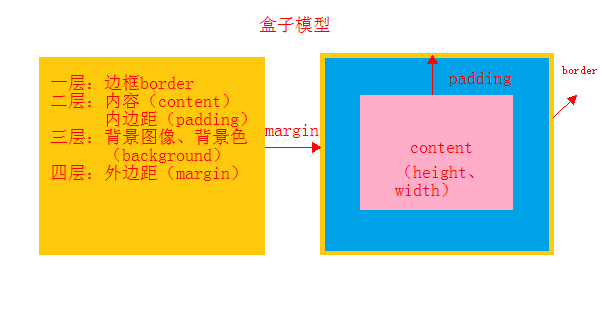 盒子模型
一层：边框border
二层：内容（content）
内边距（padding）
三层：背景图像、背景色
（background）
四层：外边距（margin）
margin
padding
border
content
（height、
width）